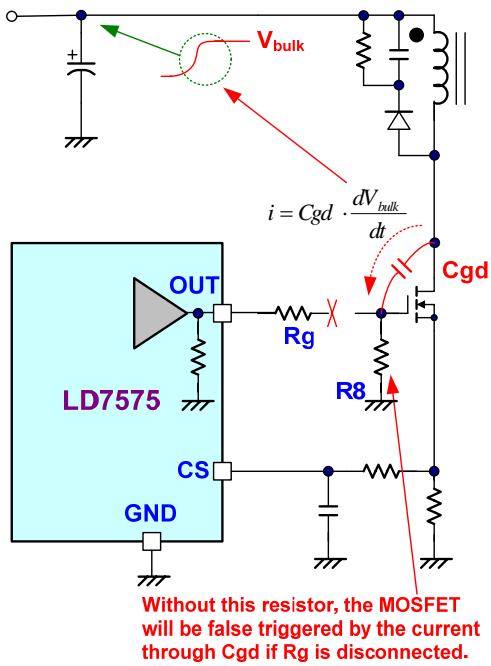 +
Vbulk
i = Cgd · dVbulk / dt
Cgd
OUT
Rg
R8
LD7575
CS
GND
Without this resistor, the MOSFET
will be false triggered by the current
through Cgd if Rg is disconnected.